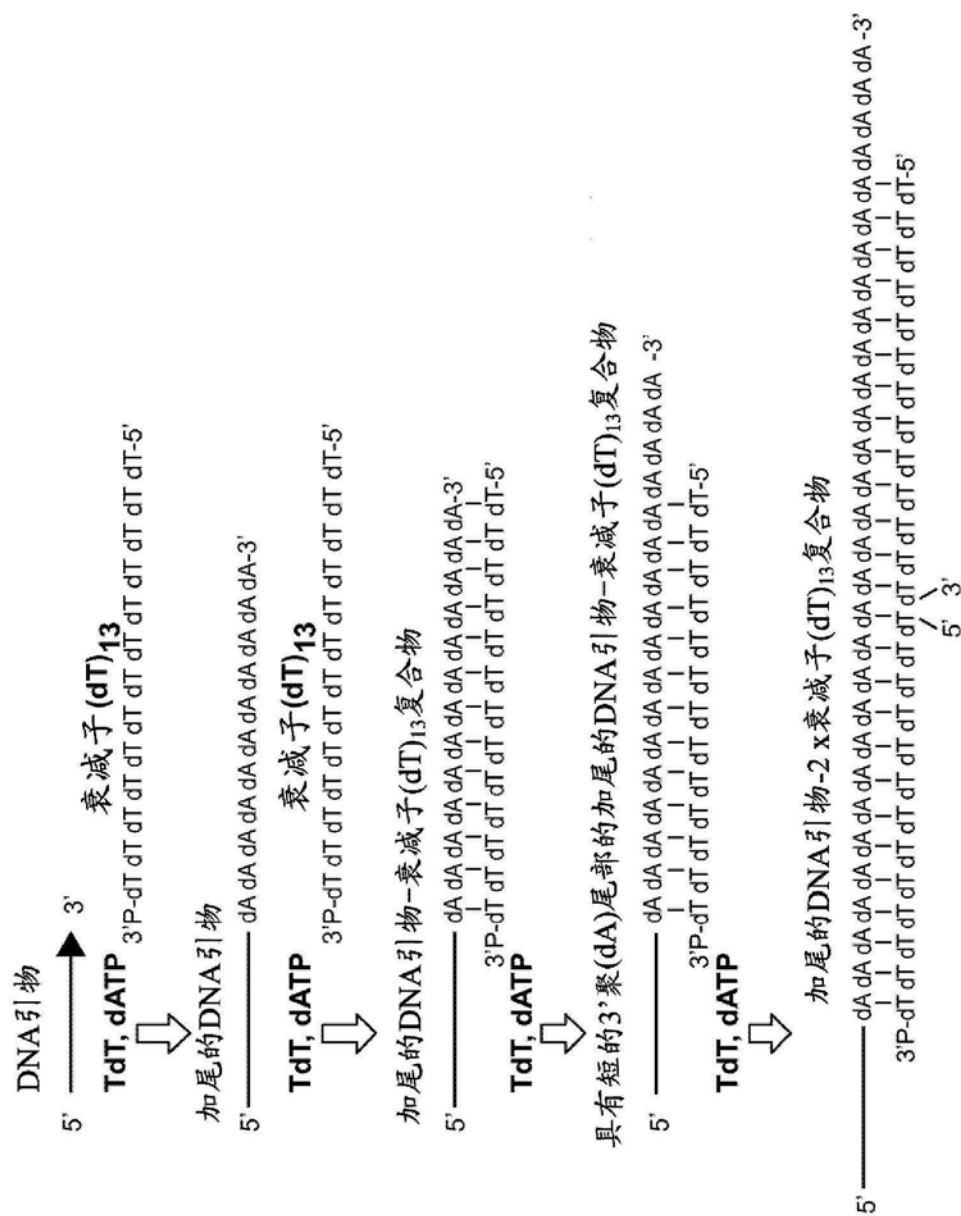 DNA引物
5' 3' 衰减子(dT)13
3'P-dT dT dT dT dT dT dT dT dT dT dT dT dT-5'
TdT, dATP
加尾的DNA引物
5' dA dA dA dA dA dA dA dA dA dA dA-3'
衰减子(dT)13
3'P-dT dT dT dT dT dT dT dT dT dT dT dT dT-5'
TdT, dATP
加尾的DNA引物-衰减子(dT)13复合物
5' dA dA dA dA dA dA dA dA dA dA dA dA dA-3'
3'P-dT dT dT dT dT dT dT dT dT dT dT dT dT-5'
TdT, dATP
具有短的3'聚(dA)尾部的加尾的DNA引物-衰减子(dT)13复合物
5' dA dA dA dA dA dA dA dA dA dA dA dA dA dA dA dA dA -3'
3'P-dT dT dT dT dT dT dT dT dT dT dT dT dT-5'
TdT, dATP
加尾的DNA引物-2 x衰减子(dT)13复合物
5' dA dA dA dA dA dA dA dA dA dA dA dA dA dA dA dA dA dA dA dA dA dA dA dA dA dA dA dA dA dA -3'
3'P-dT dT dT dT dT dT dT dT dT dT dT dT dT dT dT dT dT dT dT dT dT dT dT dT dT dT-5'
5' 3'